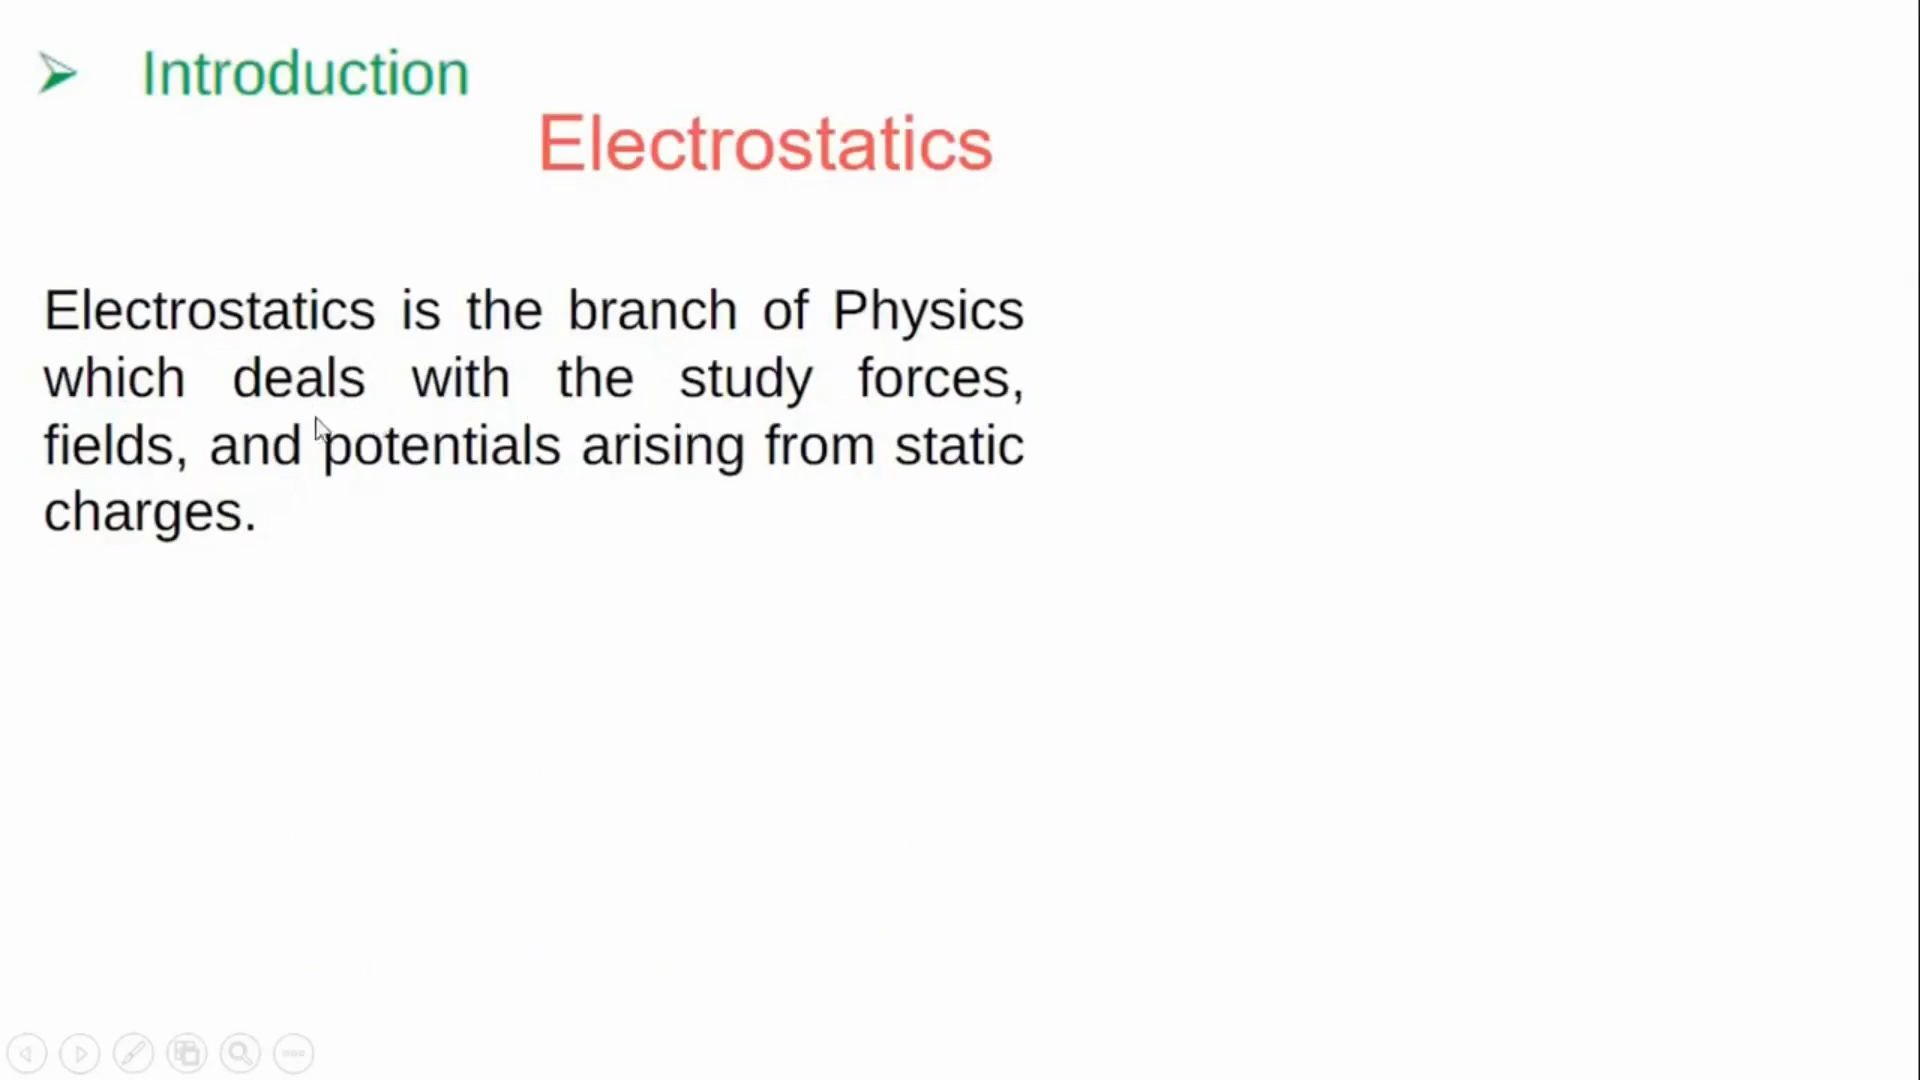 Introduction
Electrostatics
Electrostatics is the branch of Physics
which deals with the study forces,
fields, and potentials arising from static
charges.